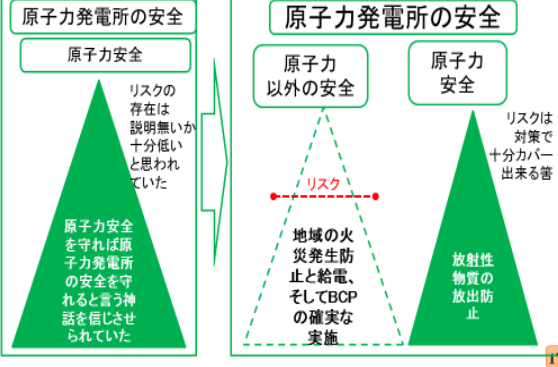 原子力発電所の安全
原子力安全
リスクの
存在は
説明無いか
十分低い
と思われ
ていた
原子力安全
を守れば原
子力発電所
の安全を守
れると言う神
話を信じさせ
られていた
原子力発電所の安全
原子力
以外の安全
リスク
地域の火
災発生防
止と給電、
そしてBCP
の確実な
実施
原子力
安全
リスクは
対策で
十分カバー
出来る筈
放射性
物質の
放出防
止